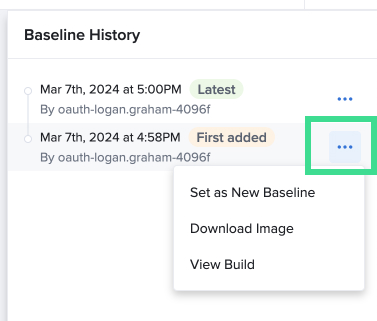 Baseline History
Mar 7th, 2024 at 5:00PM Latest
By oauth-logan.graham-4096f
Mar 7th, 2024 at 4:58PM First added
By oauth-logan.graham-4096f
Set as New Baseline
Download Image
View Build